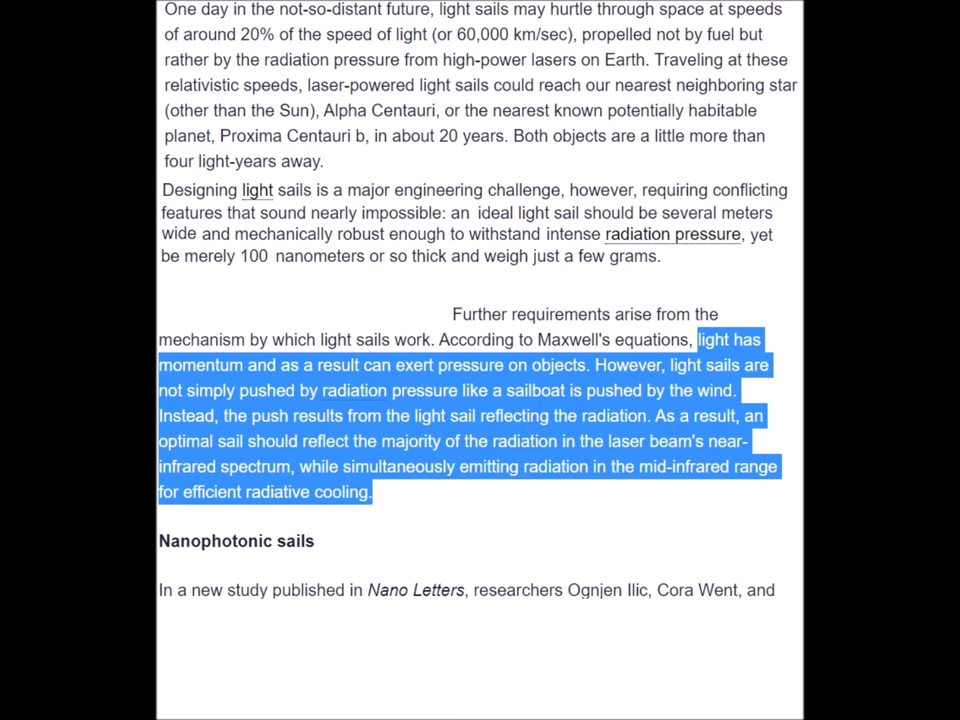 One day in the not-so-distant future, light sails may hurtle through space at speeds
of around 20% of the speed of light (or 60,000 km/sec), propelled not by fuel but
rather by the radiation pressure from high-power lasers on Earth. Traveling at these
relativistic speeds, laser-powered light sails could reach our nearest neighboring star
(other than the Sun), Alpha Centauri, or the nearest known potentially habitable
planet, Proxima Centauri b, in about 20 years. Both objects are a little more than
four light-years away.
Designing light sails is a major engineering challenge, however, requiring conflicting
features that sound nearly impossible: an ideal light sail should be several meters
wide and mechanically robust enough to withstand intense radiation pressure, yet
be merely 100 nanometers or so thick and weigh just a few grams.
Further requirements arise from the
mechanism by which light sails work. According to Maxwell's equations, light has
momentum and as a result can exert pressure on objects. However, light sails are
not simply pushed by radiation pressure like a sailboat is pushed by the wind.
Instead, the push results from the light sail reflecting the radiation. As a result, an
optimal sail should reflect the majority of the radiation in the laser beam's near-
infrared spectrum, while simultaneously emitting radiation in the mid-infrared range
for efficient radiative cooling.
Nanophotonic sails
In a new study published in Nano Letters, researchers Ognjen Ilic, Cora Went, and